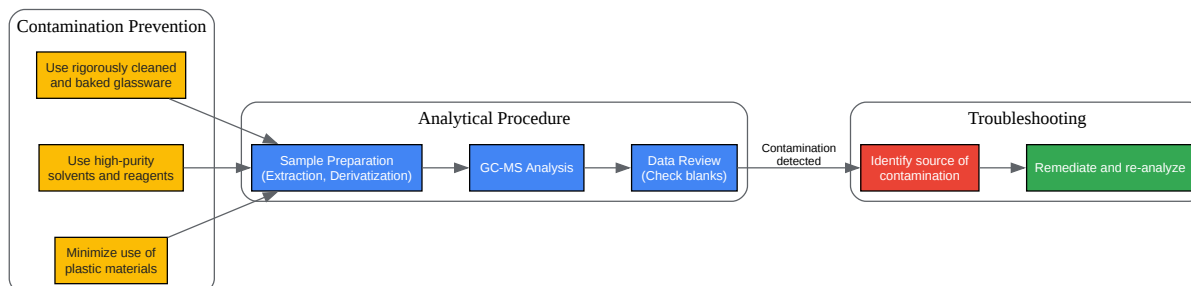 Contamination Prevention
Use rigorously cleaned
and baked glassware
Use high-purity
solvents and reagents
Minimize use of
plastic materials
Analytical Procedure
Sample Preparation
(Extraction, Derivatization)
GC-MS Analysis
Data Review
(Check blanks)
Contamination
detected
Troubleshooting
Identify source of
contamination
Remediate and re-analyze